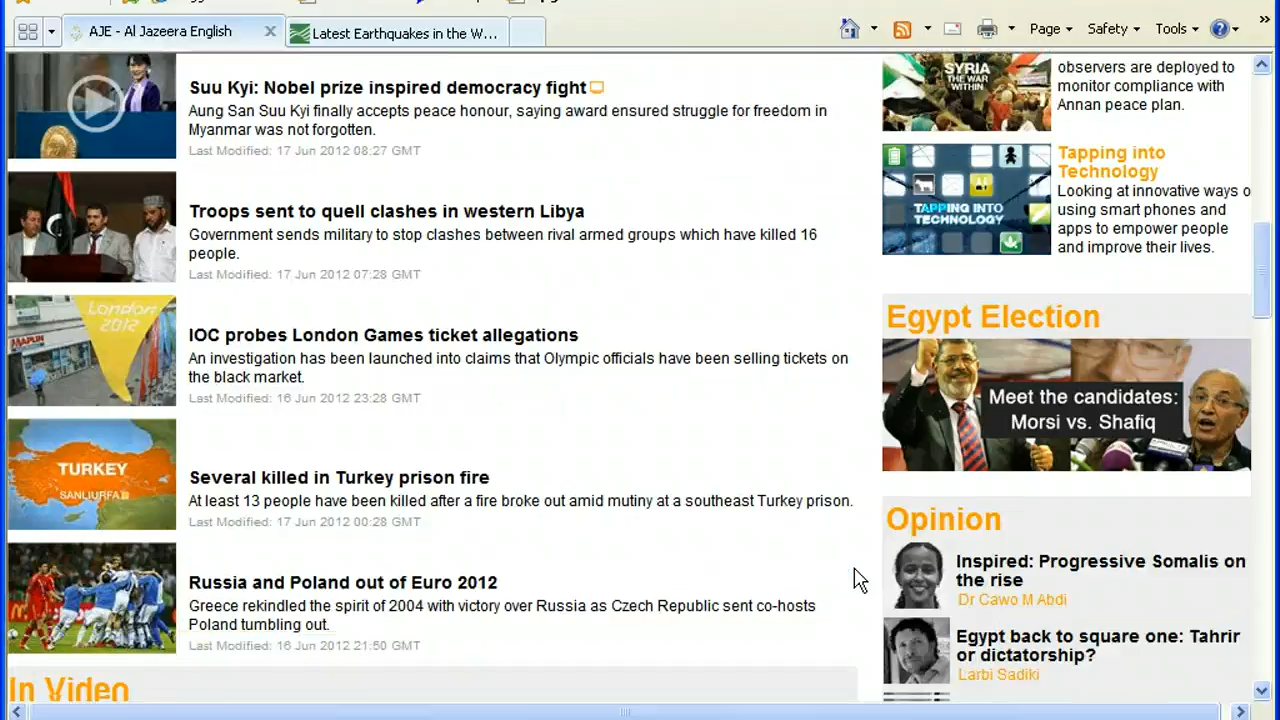 AJE - Al Jazeera English
Latest Earthquakes in the W...
Page
Safety
Tools
Suu Kyi: Nobel prize inspired democracy fight
Aung San Suu Kyi finally accepts peace honour, saying award ensured struggle for freedom in
Myanmar was not forgotten.
Last Modified: 17 Jun 2012 08:27 GMT
Troops sent to quell clashes in western Libya
Government sends military to stop clashes between rival armed groups which have killed 16
people.
Last Modified: 17 Jun 2012 07:28 GMT
London
2012
MAPLIN
IOC probes London Games ticket allegations
An investigation has been launched into claims that Olympic officials have been selling tickets on
the black market.
Last Modified: 16 Jun 2012 23:28 GMT
TURKEY
SANLIURFA
Several killed in Turkey prison fire
At least 13 people have been killed after a fire broke out amid mutiny at a southeast Turkey prison.
Last Modified: 17 Jun 2012 00:28 GMT
Russia and Poland out of Euro 2012
Greece rekindled the spirit of 2004 with victory over Russia as Czech Republic sent co-hosts
Poland tumbling out.
Last Modified: 16 Jun 2012 21:50 GMT
In Video
SYRIA
THE WAR
WITHIN
observers are deployed to
monitor compliance with
Annan peace plan.
TAPPING INTO
TECHNOLOGY
Tapping into
Technology
Looking at innovative ways o
using smart phones and
apps to empower people
and improve their lives.
Egypt Election
Meet the candidates:
Morsi vs. Shafiq
Opinion
Inspired: Progressive Somalis on
the rise
Dr Cawo M Abdi
Egypt back to square one: Tahrir
or dictatorship?
Larbi Sadiki